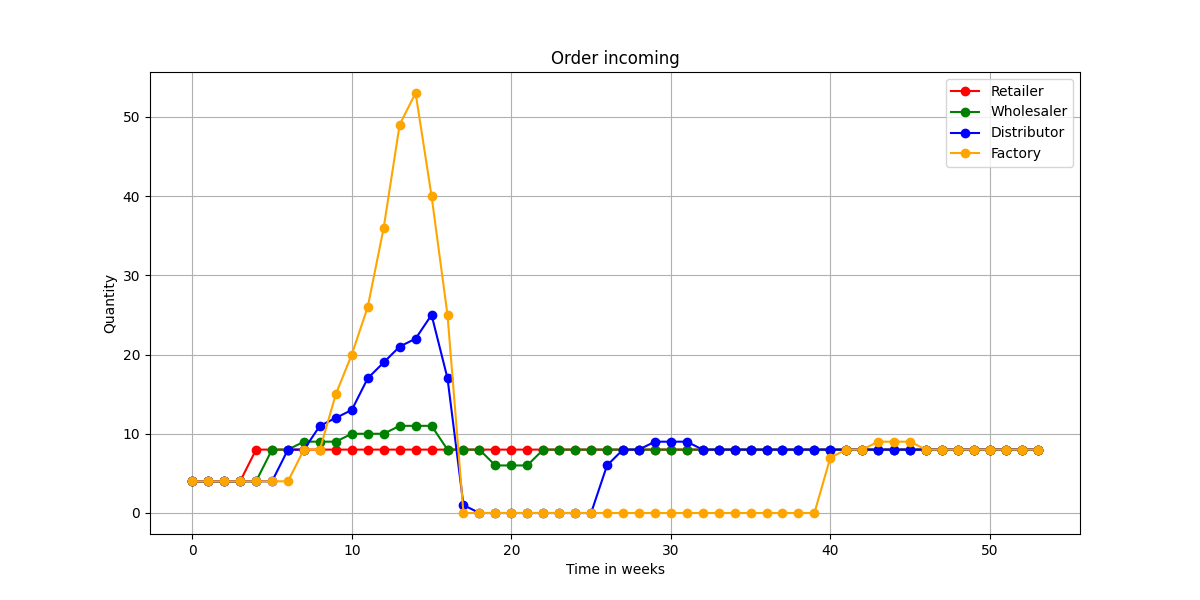 Order incoming
Retailer
Wholesaler
Distributor
Factory
Quantity
50
40
30
20
10
0
0 10 20 30 40 50
Time in weeks